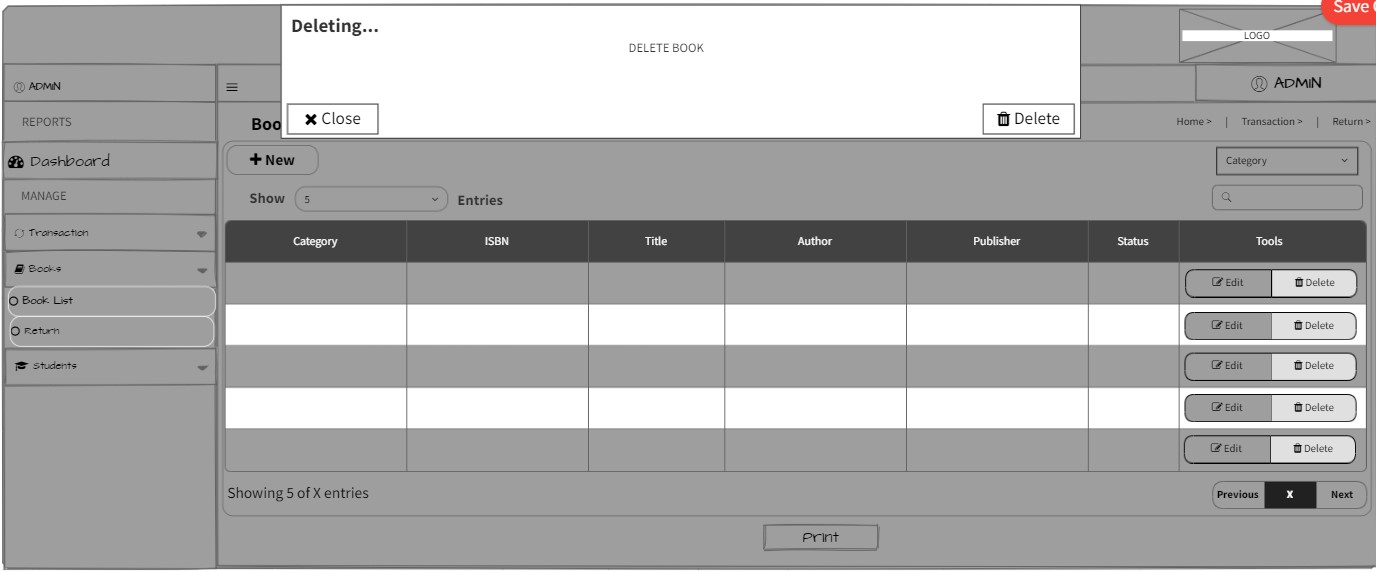 Deleting...
DELETE BOOK
Close
Delete
Save
LOGO
ADMIN
ADMIN
REPORTS
Dashboard
MANAGE
Transaction
Books
Book List
Return
Students
Boo
Home > | Transaction > | Return >
New
Category
Show 5 Entries
Category ISBN Title Author Publisher Status Tools
Edit Delete
Edit Delete
Edit Delete
Edit Delete
Edit Delete
Showing 5 of X entries
Previous X Next
Print